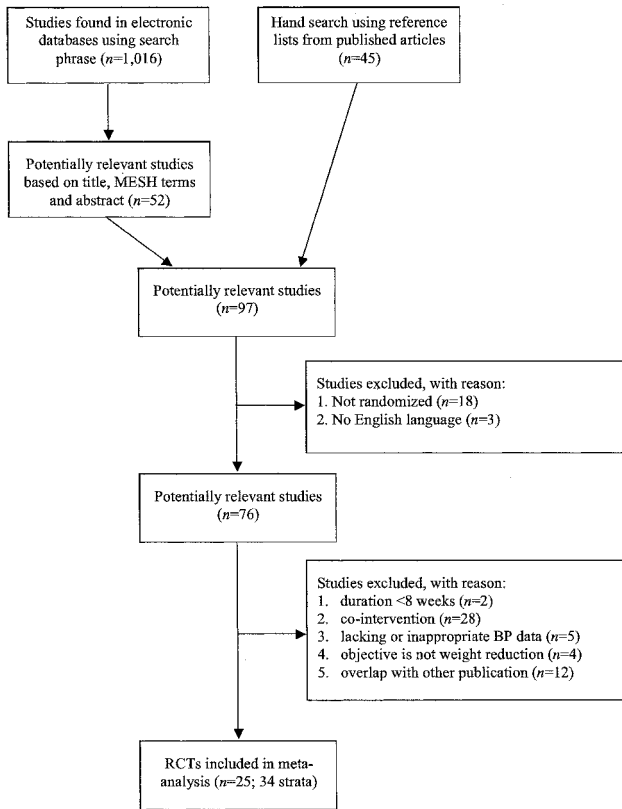 Studies found in electronic
databases using search
phrase (n=1,016)
Hand search using reference
lists from published articles
(n=45)
Potentially relevant studies
based on title, MESH terms
and abstract (n=52)
Potentially relevant studies
(n=97)
Studies excluded, with reason:
1. Not randomized (n=18)
2. No English language (n=3)
Potentially relevant studies
(n=76)
Studies excluded, with reason:
1. duration <8 weeks (n=2)
2. co-intervention (n=28)
3. lacking or inappropriate BP data (n=5)
4. objective is not weight reduction (n=4)
5. overlap with other publication (n=12)
RCTs included in meta-
analysis (n=25; 34 strata)